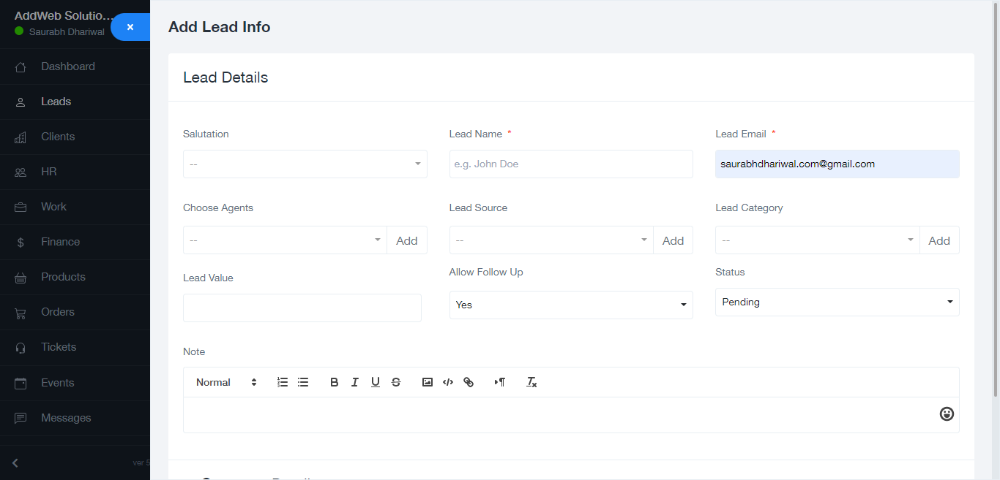 AddWeb Solutio...
Saurabh Dhariwal
Dashboard
Leads
Clients
HR
Work
Finance
Products
Orders
Tickets
Events
Messages
ver 5
Add Lead Info
Lead Details
Salutation
Lead Name *
Lead Email *
--
e.g. John Doe
saurabhdhariwal.com@gmail.com
Choose Agents
Lead Source
Lead Category
-- Add
-- Add
-- Add
Lead Value
Allow Follow Up
Status
Yes
Pending
Note
Normal